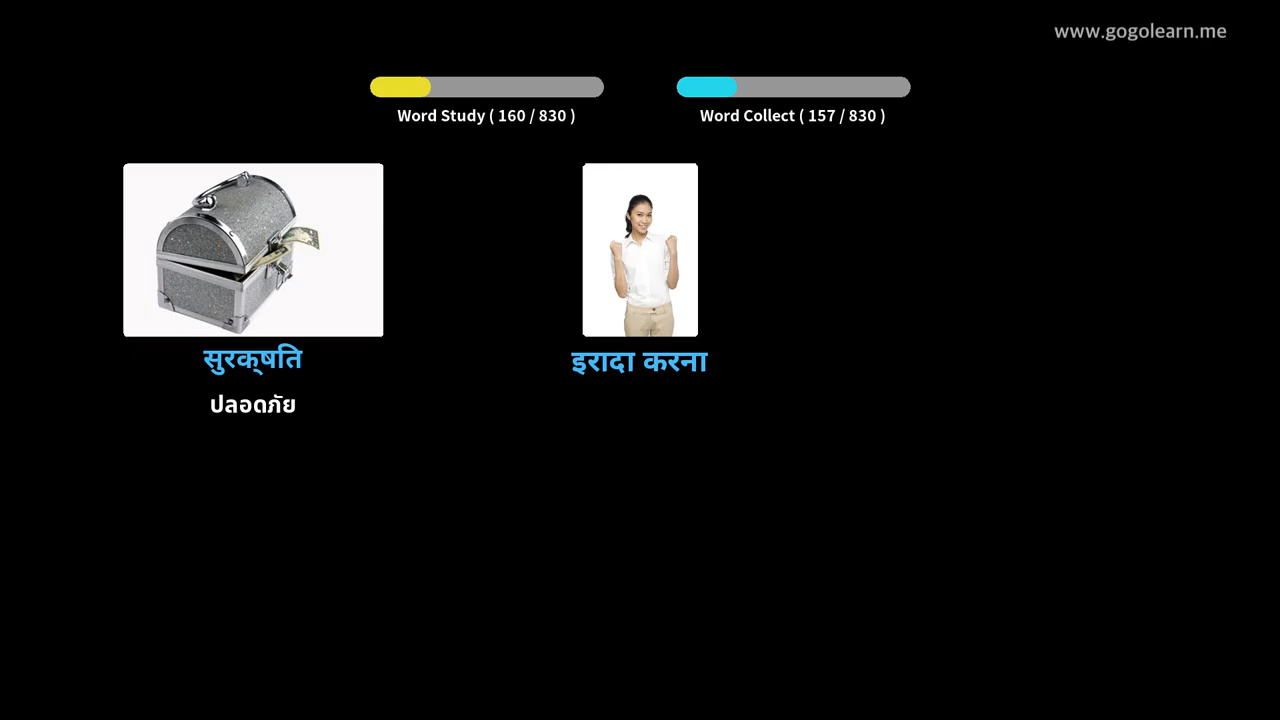 www.gogolearn.me
Word Study ( 160 / 830 )
Word Collect ( 157 / 830 )
सुरक्षति
इरादा करना
ปลอดภัย